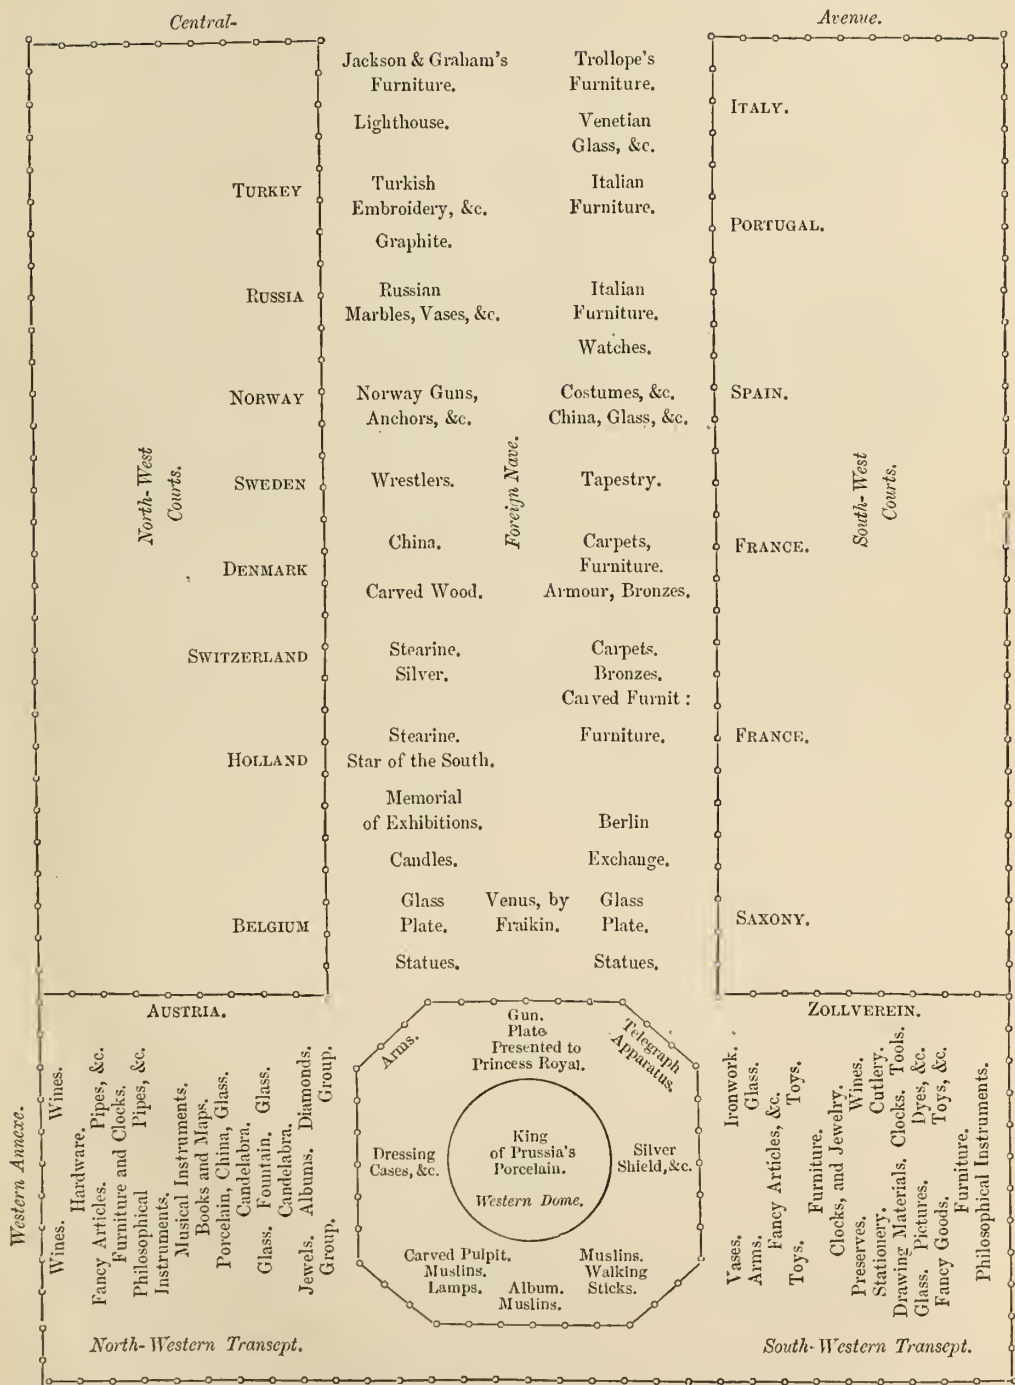 Central-
Avenue.
Jackson & Graham's
Furniture.
Lighthouse.
Turkish
Embroidery, &c.
Graphite.
Russian
Marbles, Vases, &c.
Norway Guns,
Anchors, &c.
Wrestlers.
China.
Carved Wood.
Stearine.
Silver.
Stearine.
Star of the South.
Memorial
of Exhibitions.
Candles.
Glass
Plate.
Statues.
Trollope's
Furniture.
Venetian
Glass, &c.
Italian
Furniture.
Italian
Furniture.
Watches.
Costumes, &c.
China, Glass, &c.
Tapestry.
Carpets,
Furniture.
Armour, Bronzes.
Carpets.
Bronzes.
Carved Furnit:
Furniture.
Berlin
Exchange.
Glass
Plate.
Statues.
Venus, by
Fraikin.
Foreign Nave.
TURKEY
RUSSIA
NORWAY
SWEDEN
DENMARK
SWITZERLAND
HOLLAND
BELGIUM
North-West
Courts.
ITALY.
PORTUGAL.
SPAIN.
FRANCE.
FRANCE.
SAXONY.
South-West
Courts.
AUSTRIA.
Western Annexe.
Wines. Wines.
Hardware.
Fancy Articles. Pipes, &c.
Furniture and Clocks.
Philosophical Pipes, &c.
Instruments.
Musical Instruments.
Books and Maps.
Porcelain, China, Glass.
Candelabra.
Glass. Fountain. Glass.
Candelabra.
Jewels. Albums. Diamonds.
Group. Group.
North-Western Transept.
Arms.
Gun.
Plate
Presented to
Princess Royal.
Telegraph
Apparatus.
Dressing
Cases, &c.
King
of Prussia's
Porcelain.
Western Dome.
Silver
Shield, &c.
Carved Pulpit.
Muslins.
Lamps.
Album.
Muslins.
Muslins.
Walking
Sticks.
ZOLLVEREIN.
Vases. Ironwork.
Arms. Glass.
Fancy Articles, &c.
Toys. Toys.
Furniture.
Clocks, and Jewelry.
Preserves. Wines.
Stationery. Cutlery.
Drawing Materials. Clocks. Tools.
Glass. Pictures. Dyes, &c.
Fancy Goods. Toys, &c.
Furniture.
Philosophical Instruments.
South-Western Transept.